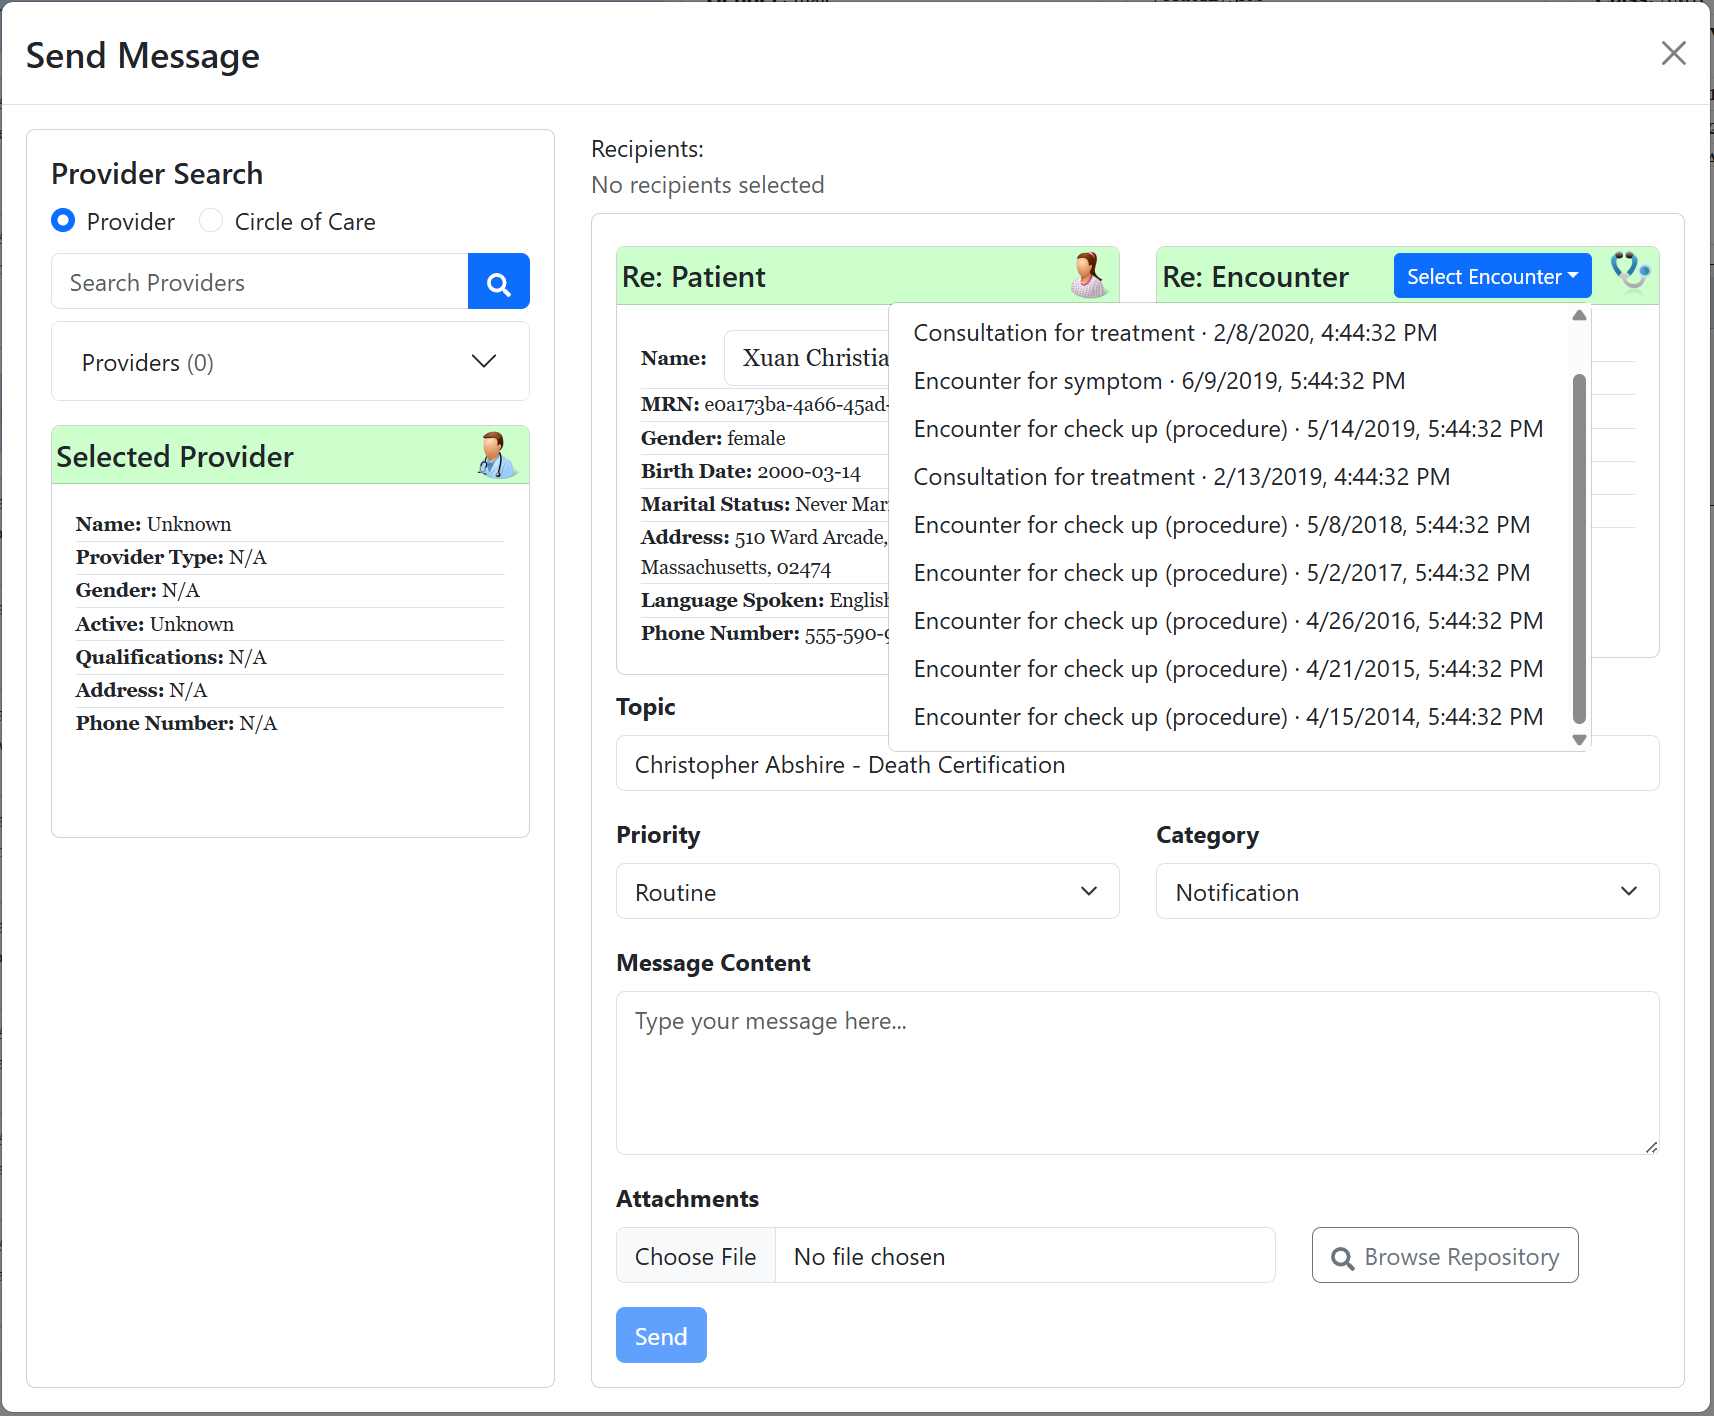 Send Message
Provider Search
Provider
Circle of Care
Search Providers
Providers (0)
Selected Provider
Name: Unknown
Provider Type: N/A
Gender: N/A
Active: Unknown
Qualifications: N/A
Address: N/A
Phone Number: N/A
Recipients:
No recipients selected
Re: Patient
Name: Xuan Christia
MRN: e0a173ba-4a66-45ad-
Gender: female
Birth Date: 2000-03-14
Marital Status: Never Mar
Address: 510 Ward Arcade,
Massachusetts, 02474
Language Spoken: English
Phone Number: 555-590-9
Re: Encounter
Select Encounter
Consultation for treatment · 2/8/2020, 4:44:32 PM
Encounter for symptom · 6/9/2019, 5:44:32 PM
Encounter for check up (procedure) · 5/14/2019, 5:44:32 PM
Consultation for treatment · 2/13/2019, 4:44:32 PM
Encounter for check up (procedure) · 5/8/2018, 5:44:32 PM
Encounter for check up (procedure) · 5/2/2017, 5:44:32 PM
Encounter for check up (procedure) · 4/26/2016, 5:44:32 PM
Encounter for check up (procedure) · 4/21/2015, 5:44:32 PM
Encounter for check up (procedure) · 4/15/2014, 5:44:32 PM
Topic
Christopher Abshire - Death Certification
Priority
Routine
Category
Notification
Message Content
Type your message here...
Attachments
Choose File
No file chosen
Browse Repository
Send